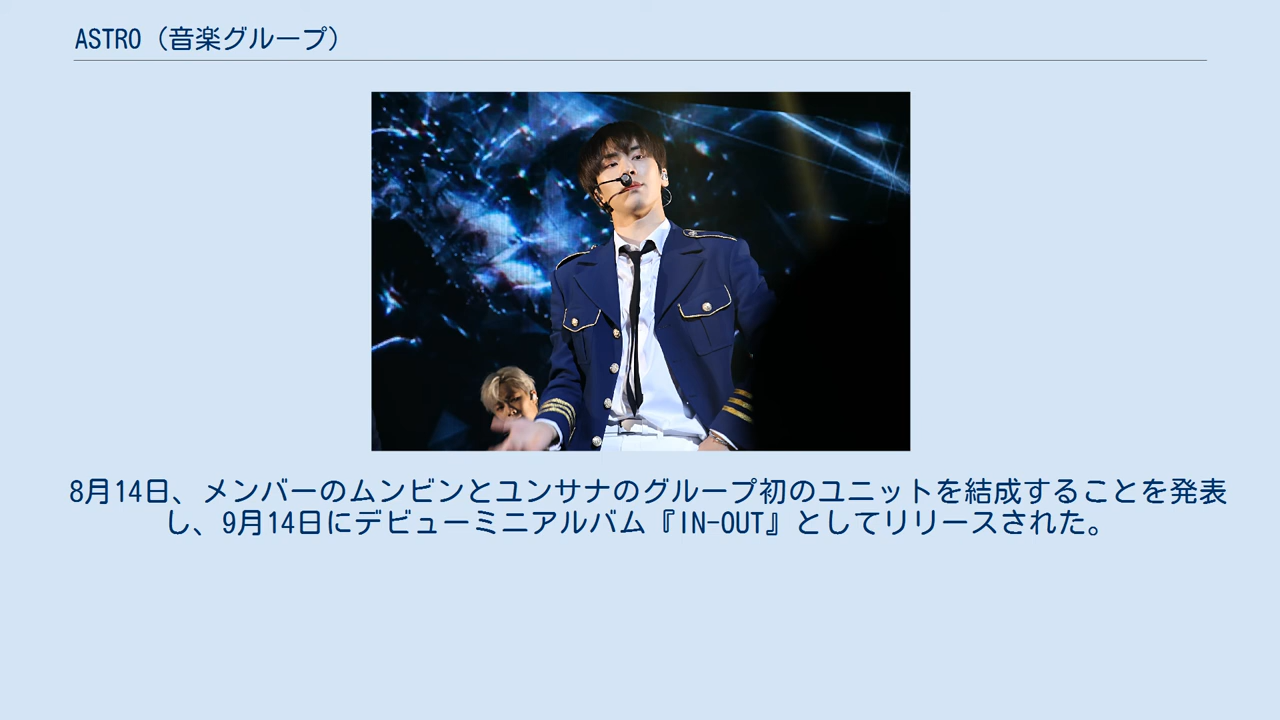 ASTRO（音楽グループ）
8月14日、メンバーのムンビンとユンサナのグループ初のユニットを結成することを発表
し、9月14日にデビューミニアルバム『IN-OUT』としてリリースされた。